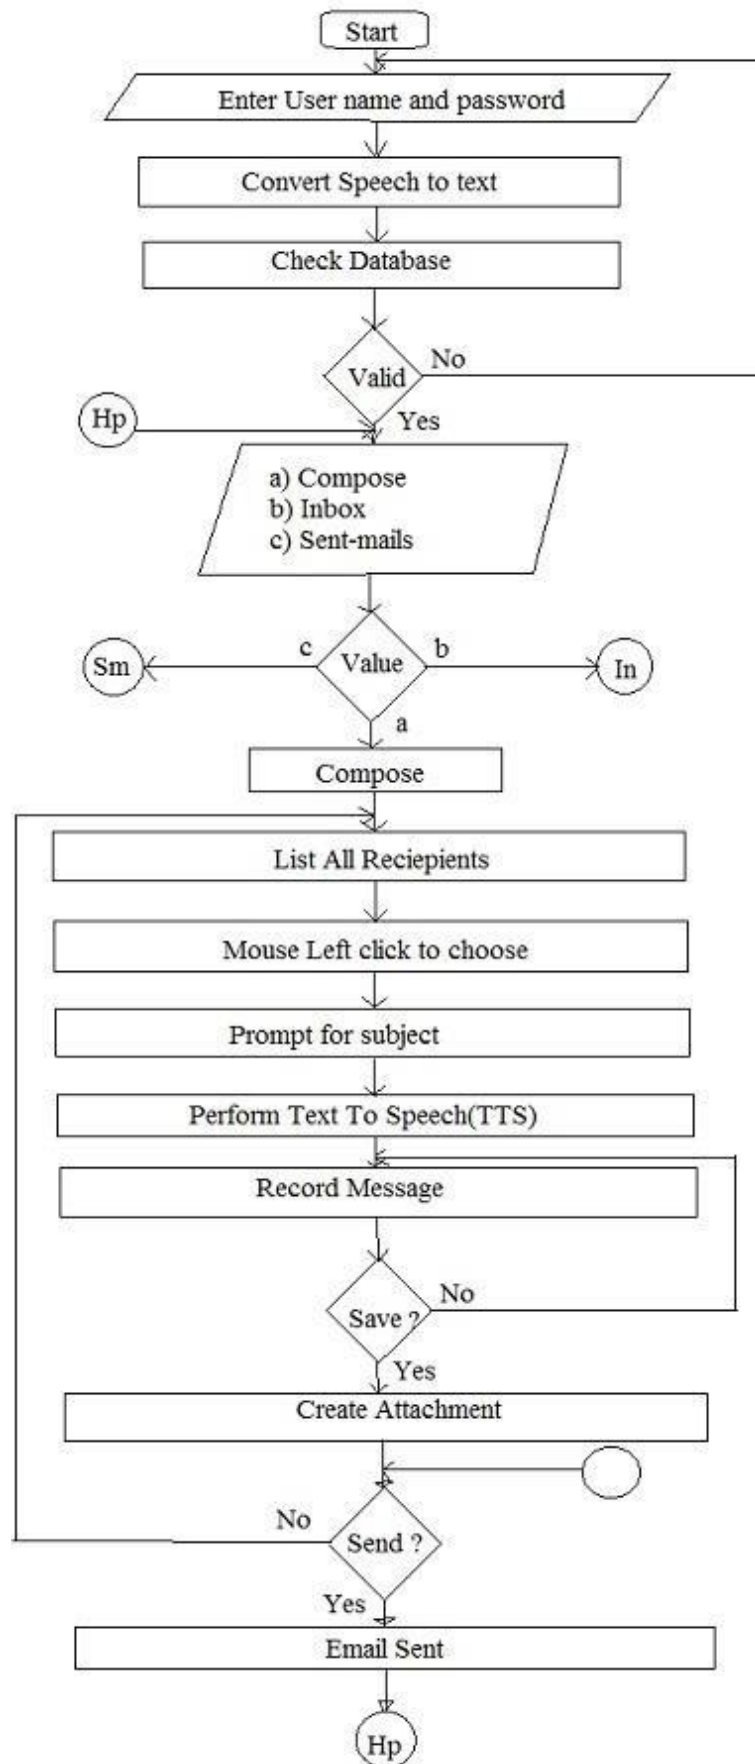 Start
Enter User name and password
Convert Speech to text
Check Database
Valid
No
Hp
Yes
a) Compose
b) Inbox
c) Sent-mails
Sm
c
Value
b
In
a
Compose
List All Reciepients
Mouse Left click to choose
Prompt for subject
Perform Text To Speech(TTS)
Record Message
Save ?
No
Yes
Create Attachment
No
Send ?
Yes
Email Sent
Hp